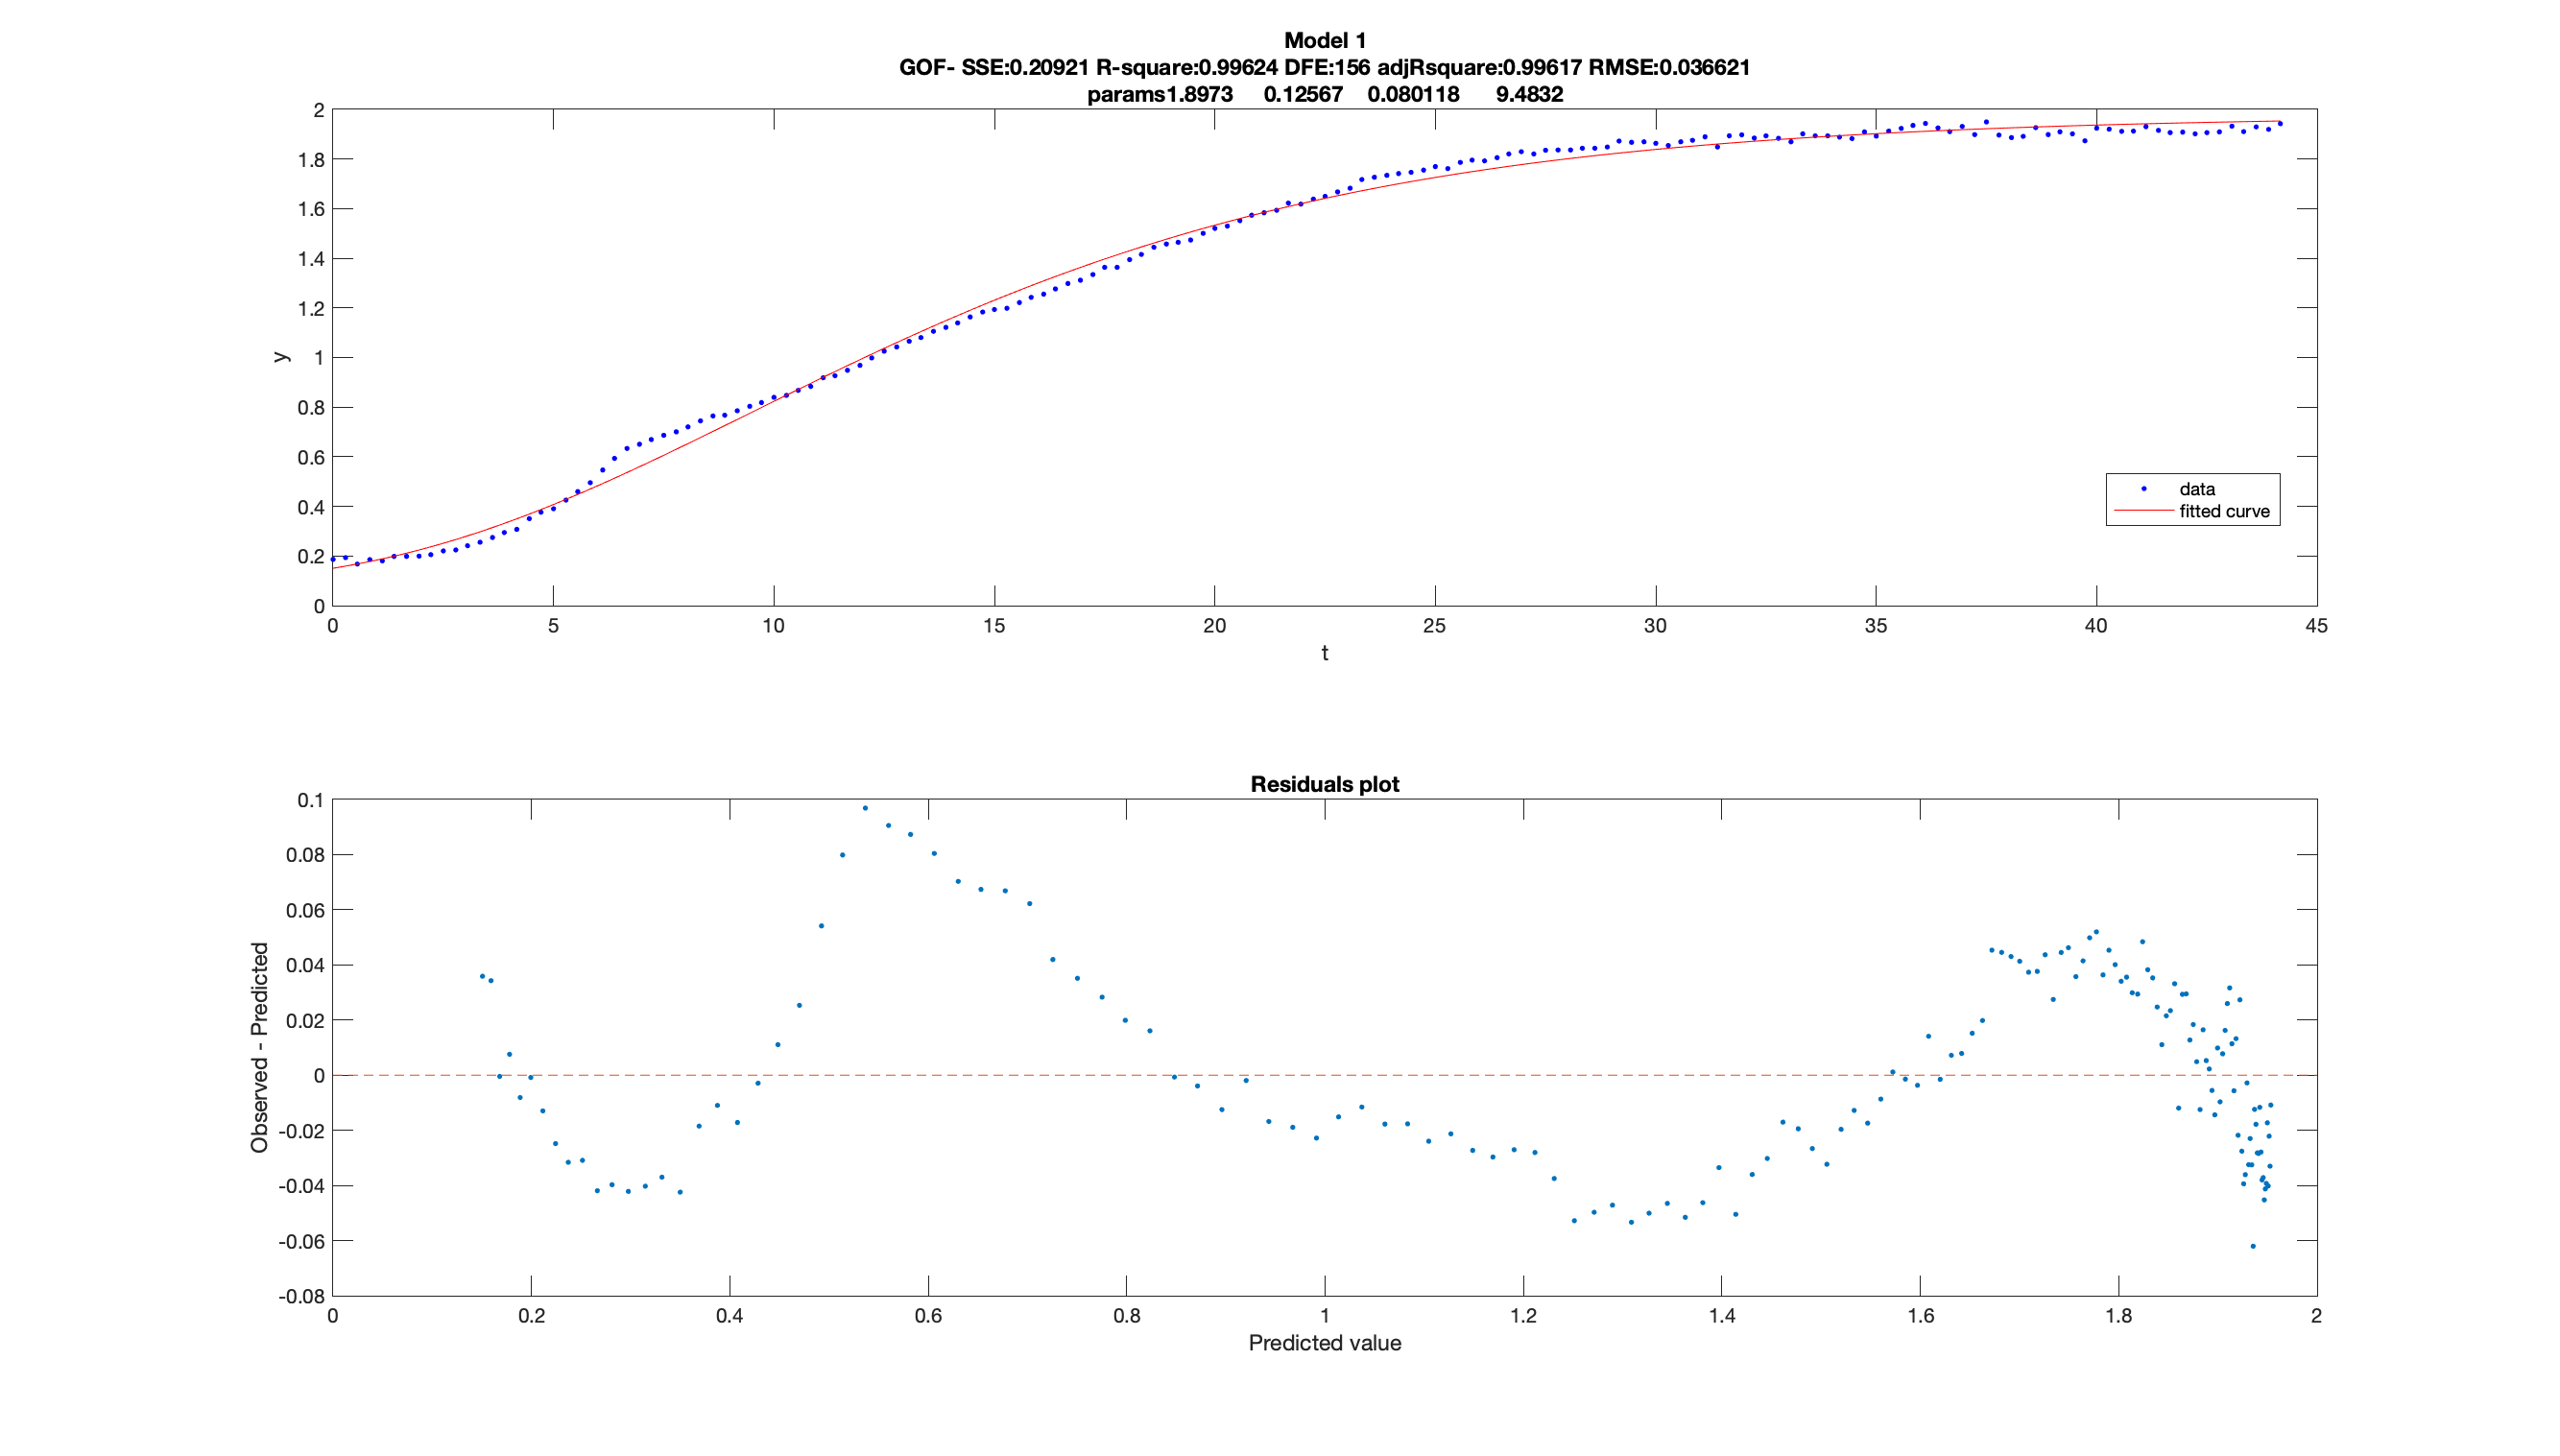 Model 1
GOF- SSE:0.20921 R-square:0.99624 DFE:156 adjRsquare:0.99617 RMSE:0.036621
params1.8973 0.12567 0.080118 9.4832
2
1.8
1.6
1.4
1.2
1
0.8
0.6
0.4
0.2
0
y
data
fitted curve
0 5 10 15 20 25 30 35 40 45
t
Residuals plot
0.1
0.08
0.06
0.04
0.02
0
-0.02
-0.04
-0.06
-0.08
Observed - Predicted
0 0.2 0.4 0.6 0.8 1 1.2 1.4 1.6 1.8 2
Predicted value